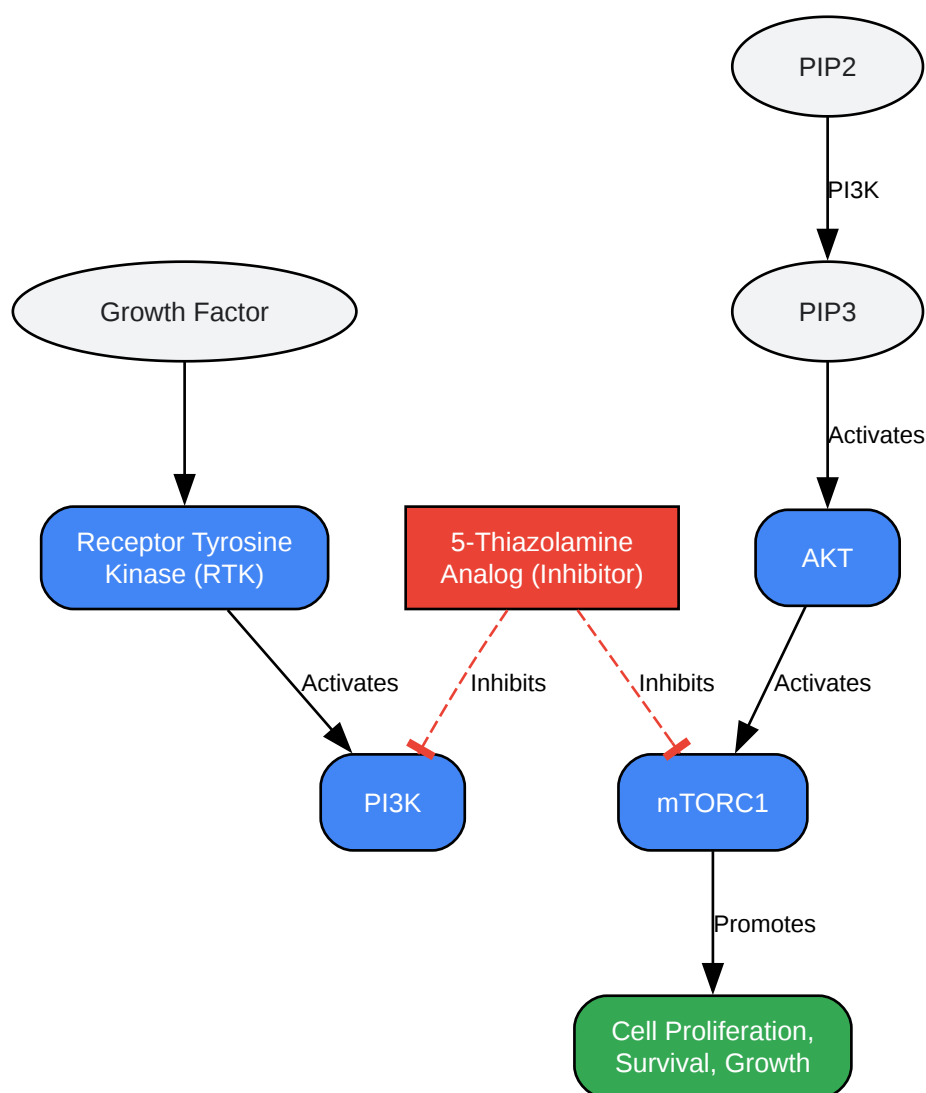 PIP2
PI3K
Growth Factor
PIP3
Activates
Receptor Tyrosine
Kinase (RTK)
5-Thiazolamine
Analog (Inhibitor)
AKT
Activates
Inhibits
Inhibits
Activates
PI3K
mTORC1
Promotes
Cell Proliferation,
Survival, Growth